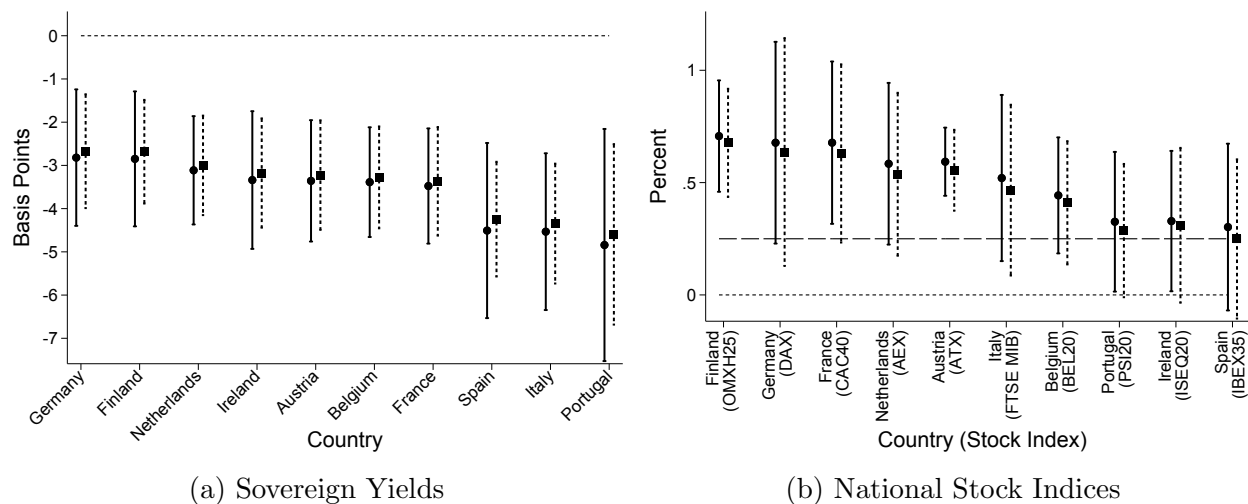 0
-1
-2
-3
-4
-5
-6
-7
Basis Points
Germany
Finland
Netherlands
Ireland
Austria
Belgium
France
Spain
Italy
Portugal
Country
(a) Sovereign Yields
1
.5
0
Percent
Finland
(OMXH25)
Germany
(DAX)
France
(CAC40)
Netherlands
(AEX)
Austria
(ATX)
Italy
(FTSE MIB)
Belgium
(BEL20)
Portugal
(PSI20)
Ireland
(ISEQ20)
Spain
(IBEX35)
Country (Stock Index)
(b) National Stock Indices